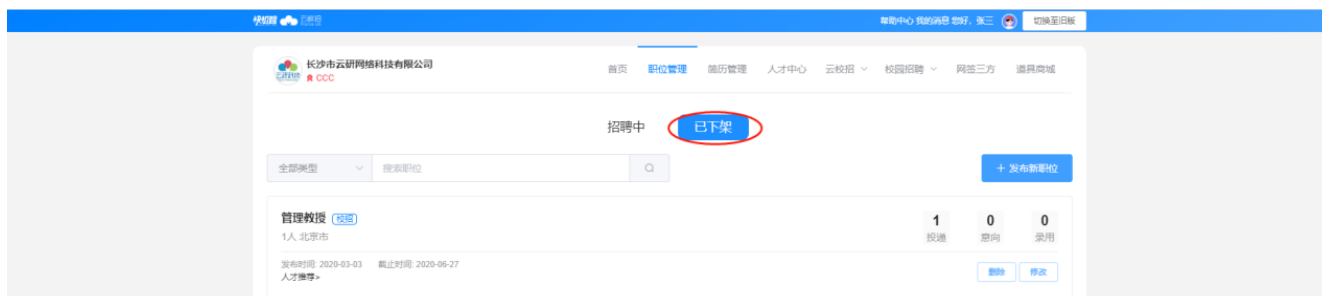 快招聘 云校招 帮助中心 我的消息 您好，张三 切换至旧版
长沙市云研网络科技有限公司
CCC
首页 职位管理 简历管理 人才中心 云校招 校园招聘 网签三方 道具商城
招聘中 已下架
全部类型 搜索职位 + 发布新职位
管理教授 校招 1 0 0
1人 北京市 投递 意向 录用
发布时间: 2020-03-03 截止时间: 2020-06-27 删除 修改
人才推荐»